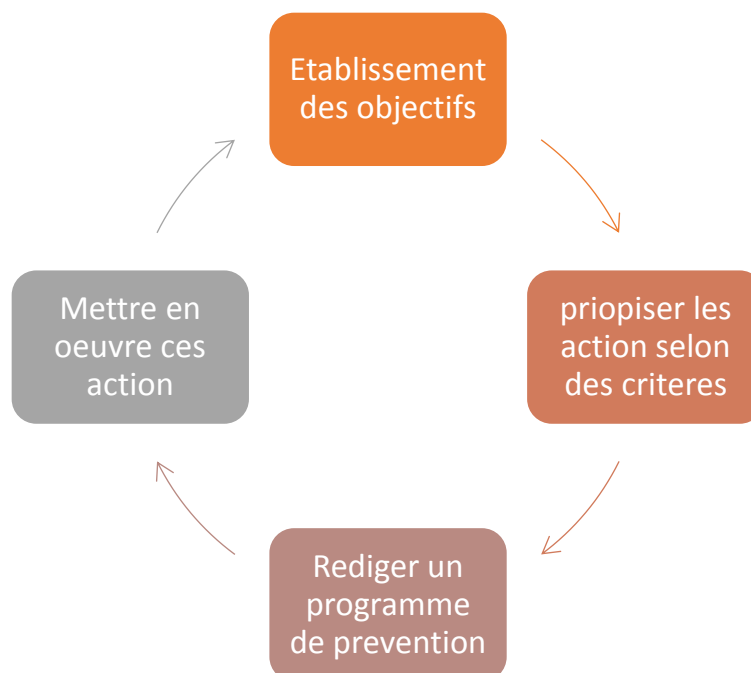 Etablissement
des objectifs
priopiser les
action selon
des criteres
Rediger un
programme
de prevention
Mettre en
oeuvre ces
action